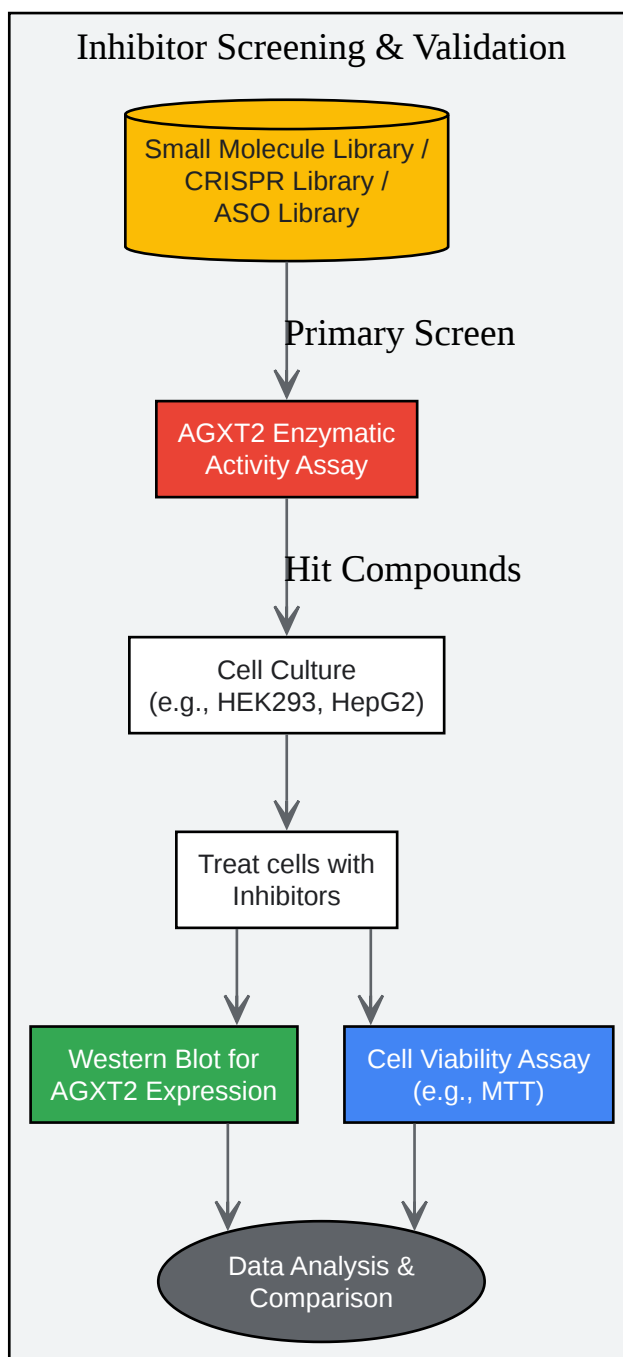 Inhibitor Screening & Validation
Small Molecule Library /
CRISPR Library /
ASO Library
Primary Screen
AGXT2 Enzymatic
Activity Assay
Hit Compounds
Cell Culture
(e.g., HEK293, HepG2)
Treat cells with
Inhibitors
Western Blot for
AGXT2 Expression
Cell Viability Assay
(e.g., MTT)
Data Analysis &
Comparison